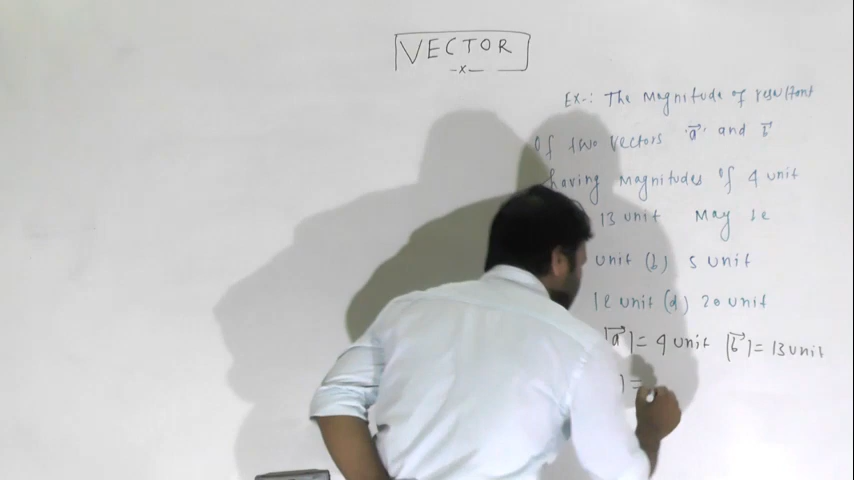 VECTOR
-x-
Ex-: The Magnitude of resultant
of two vectors 'a⃗' and b⃗
having Magnitudes of 4 unit
13 unit May be
unit (b) 5 unit
12 unit (d) 20 unit
|a⃗| = 4 unit |b⃗| = 13 unit
| =